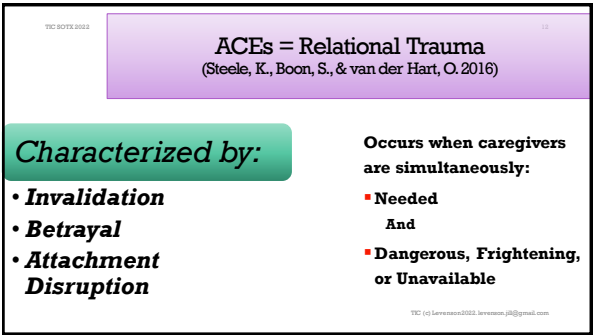 TIC SOTX 2022
12
ACEs = Relational Trauma
(Steele, K., Boon, S., & van der Hart, O. 2016)
Characterized by:
• Invalidation
• Betrayal
• Attachment
Disruption
Occurs when caregivers
are simultaneously:
▪ Needed
And
▪ Dangerous, Frightening,
or Unavailable
TIC (c) Levenson2022. levenson.jill@gmail.com